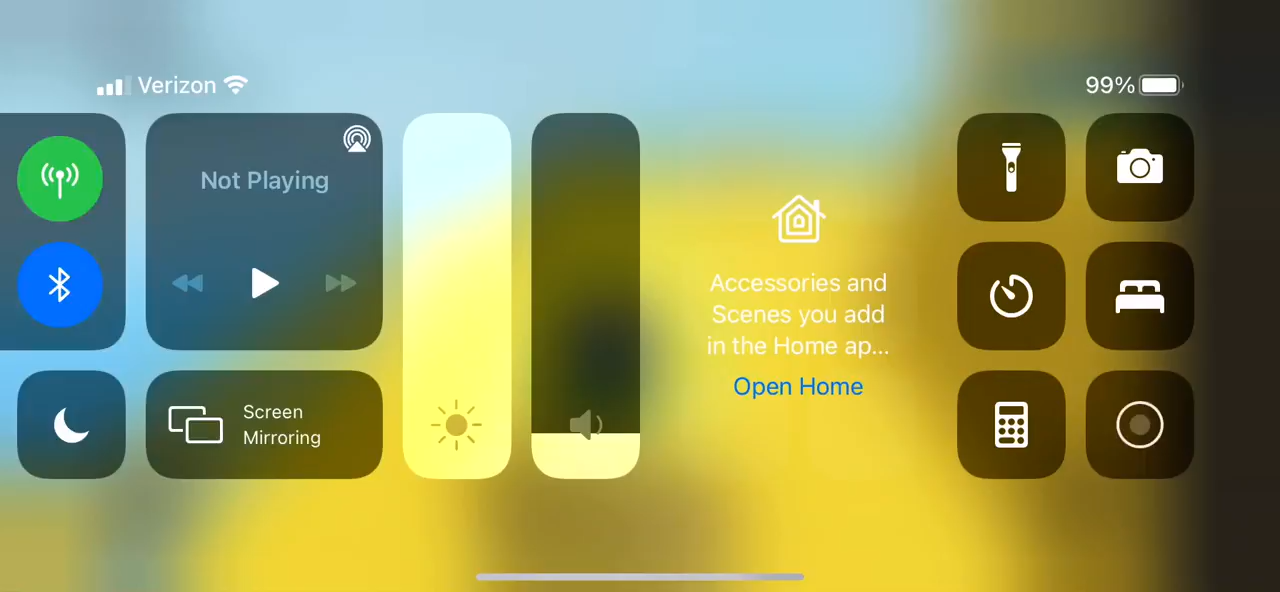 Verizon
99%
Not Playing
Accessories and
Scenes you add
in the Home ap...
Open Home
Screen
Mirroring